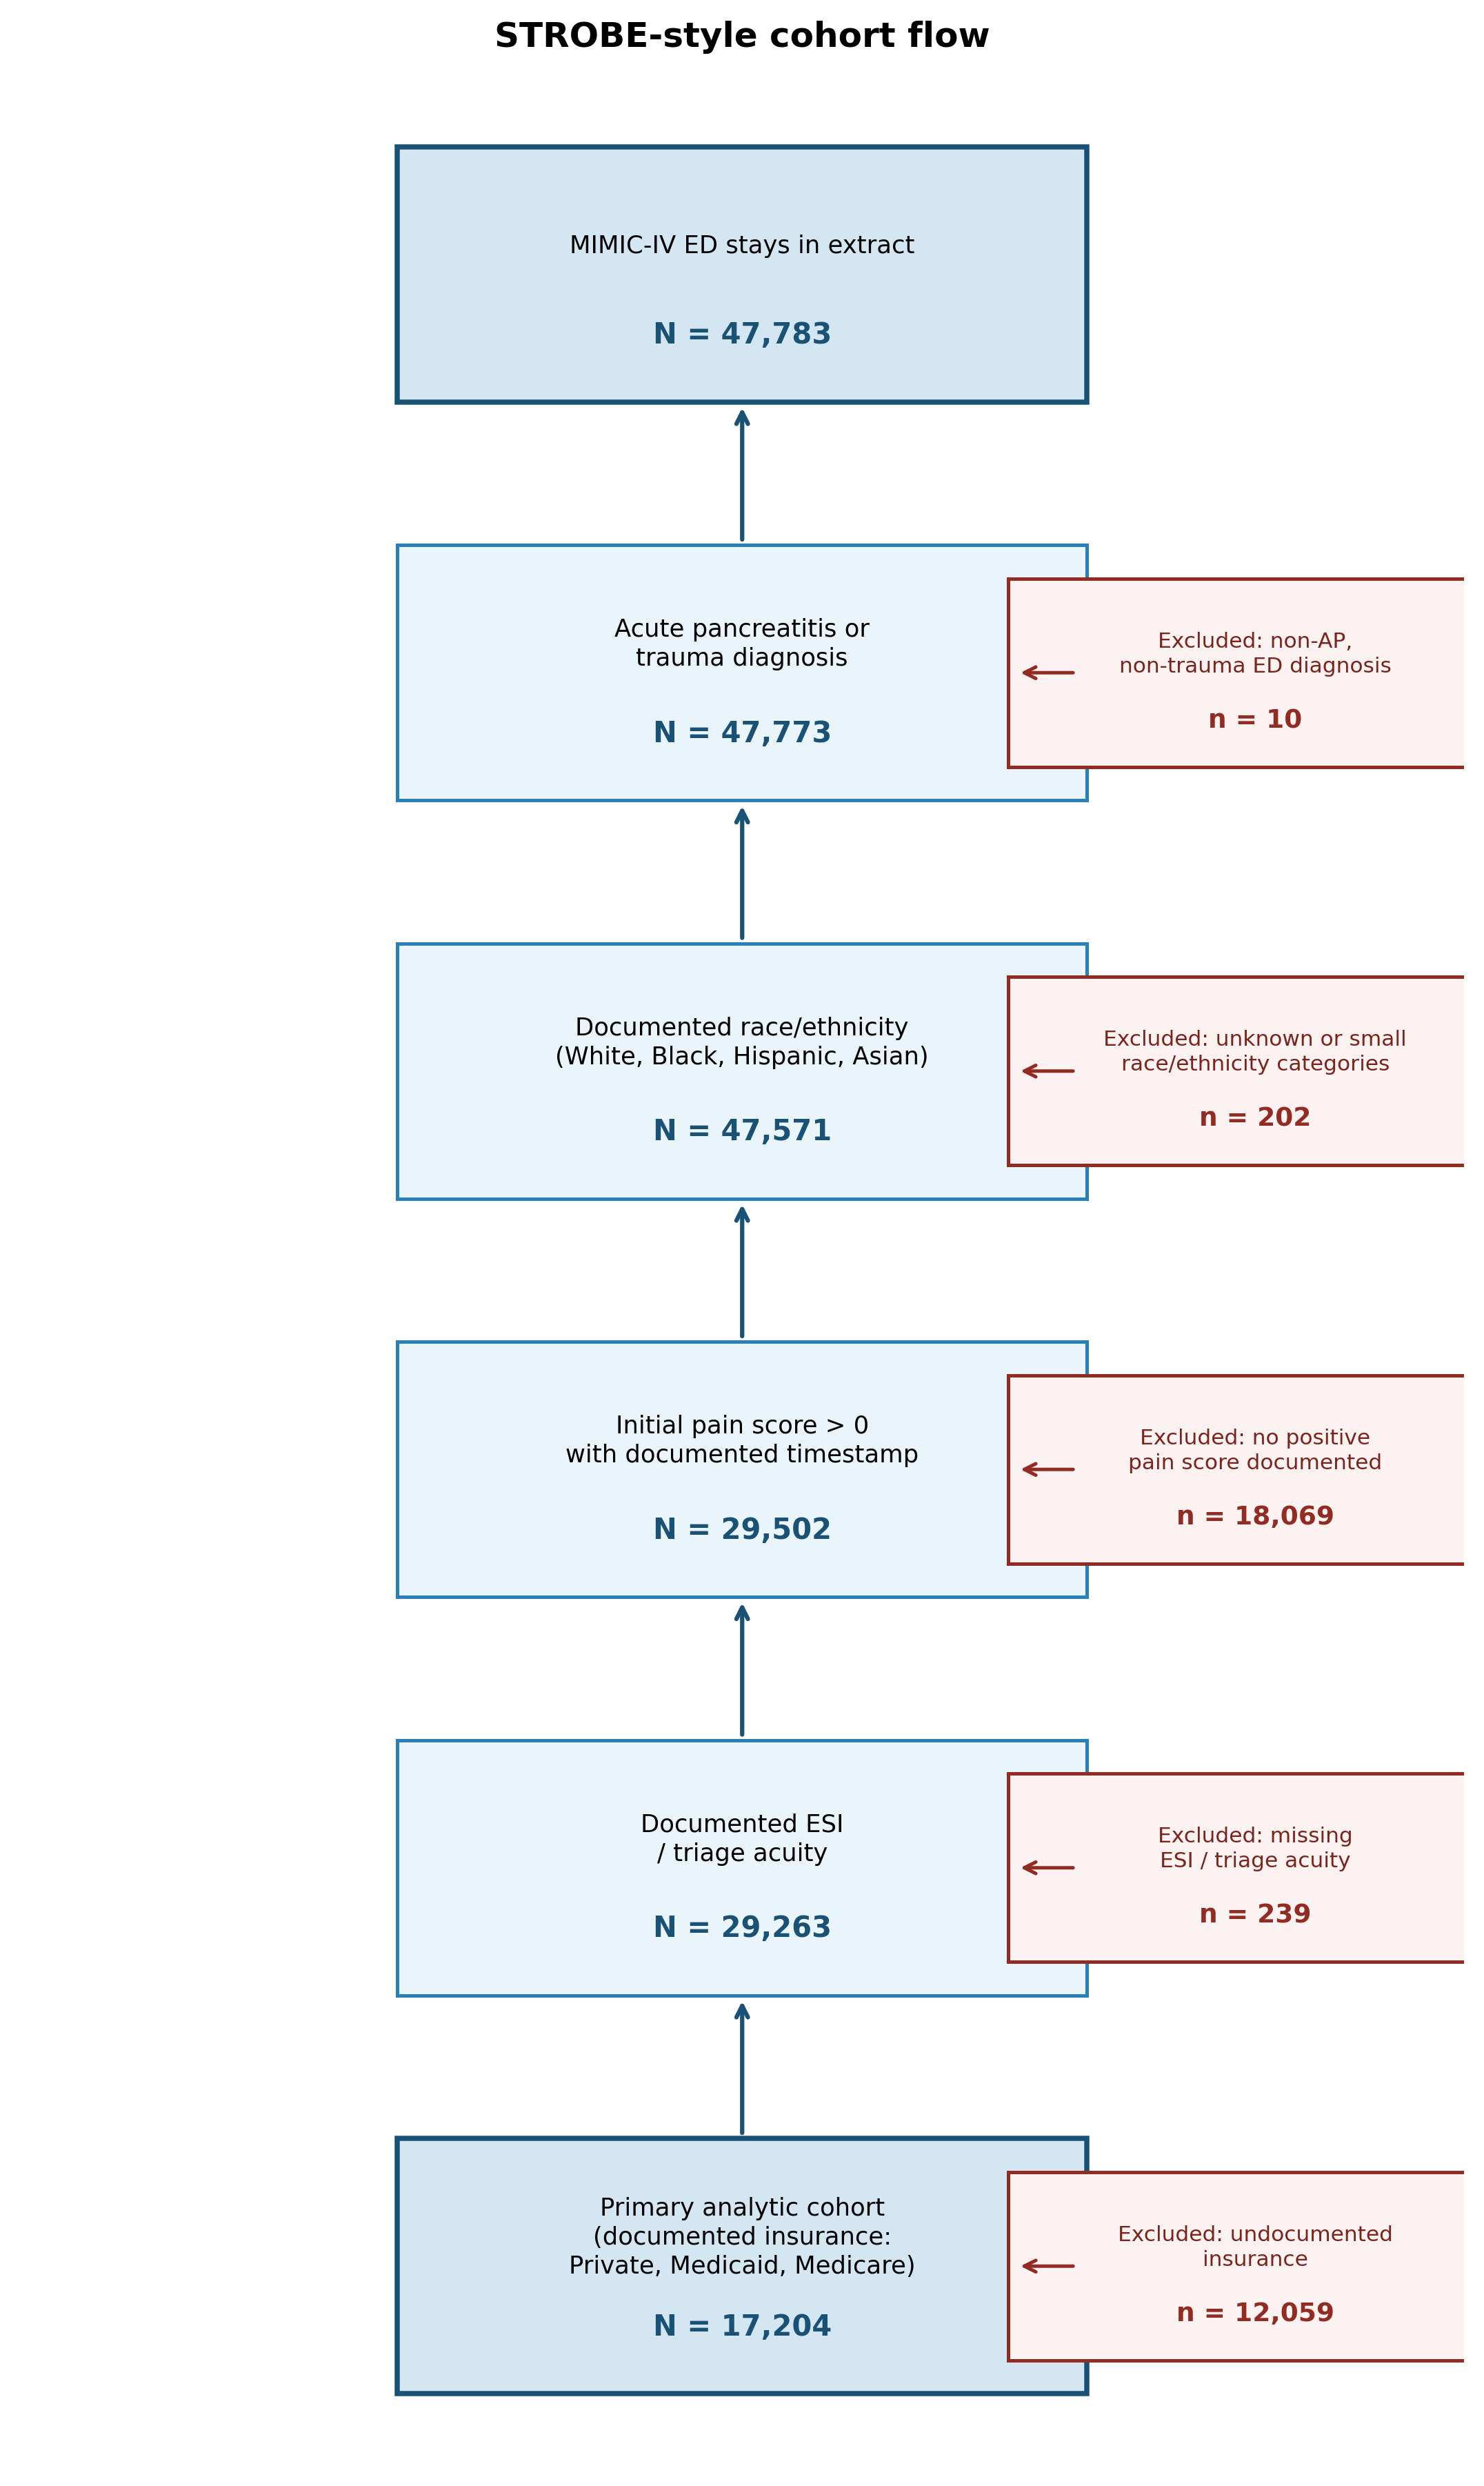 STROBE-style cohort flow
MIMIC-IV ED stays in extract
N = 47,783
Acute pancreatitis or
trauma diagnosis
N = 47,773
Excluded: non-AP,
non-trauma ED diagnosis
n = 10
Documented race/ethnicity
(White, Black, Hispanic, Asian)
N = 47,571
Excluded: unknown or small
race/ethnicity categories
n = 202
Initial pain score > 0
with documented timestamp
N = 29,502
Excluded: no positive
pain score documented
n = 18,069
Documented ESI
/ triage acuity
N = 29,263
Excluded: missing
ESI / triage acuity
n = 239
Primary analytic cohort
(documented insurance:
Private, Medicaid, Medicare)
N = 17,204
Excluded: undocumented
insurance
n = 12,059